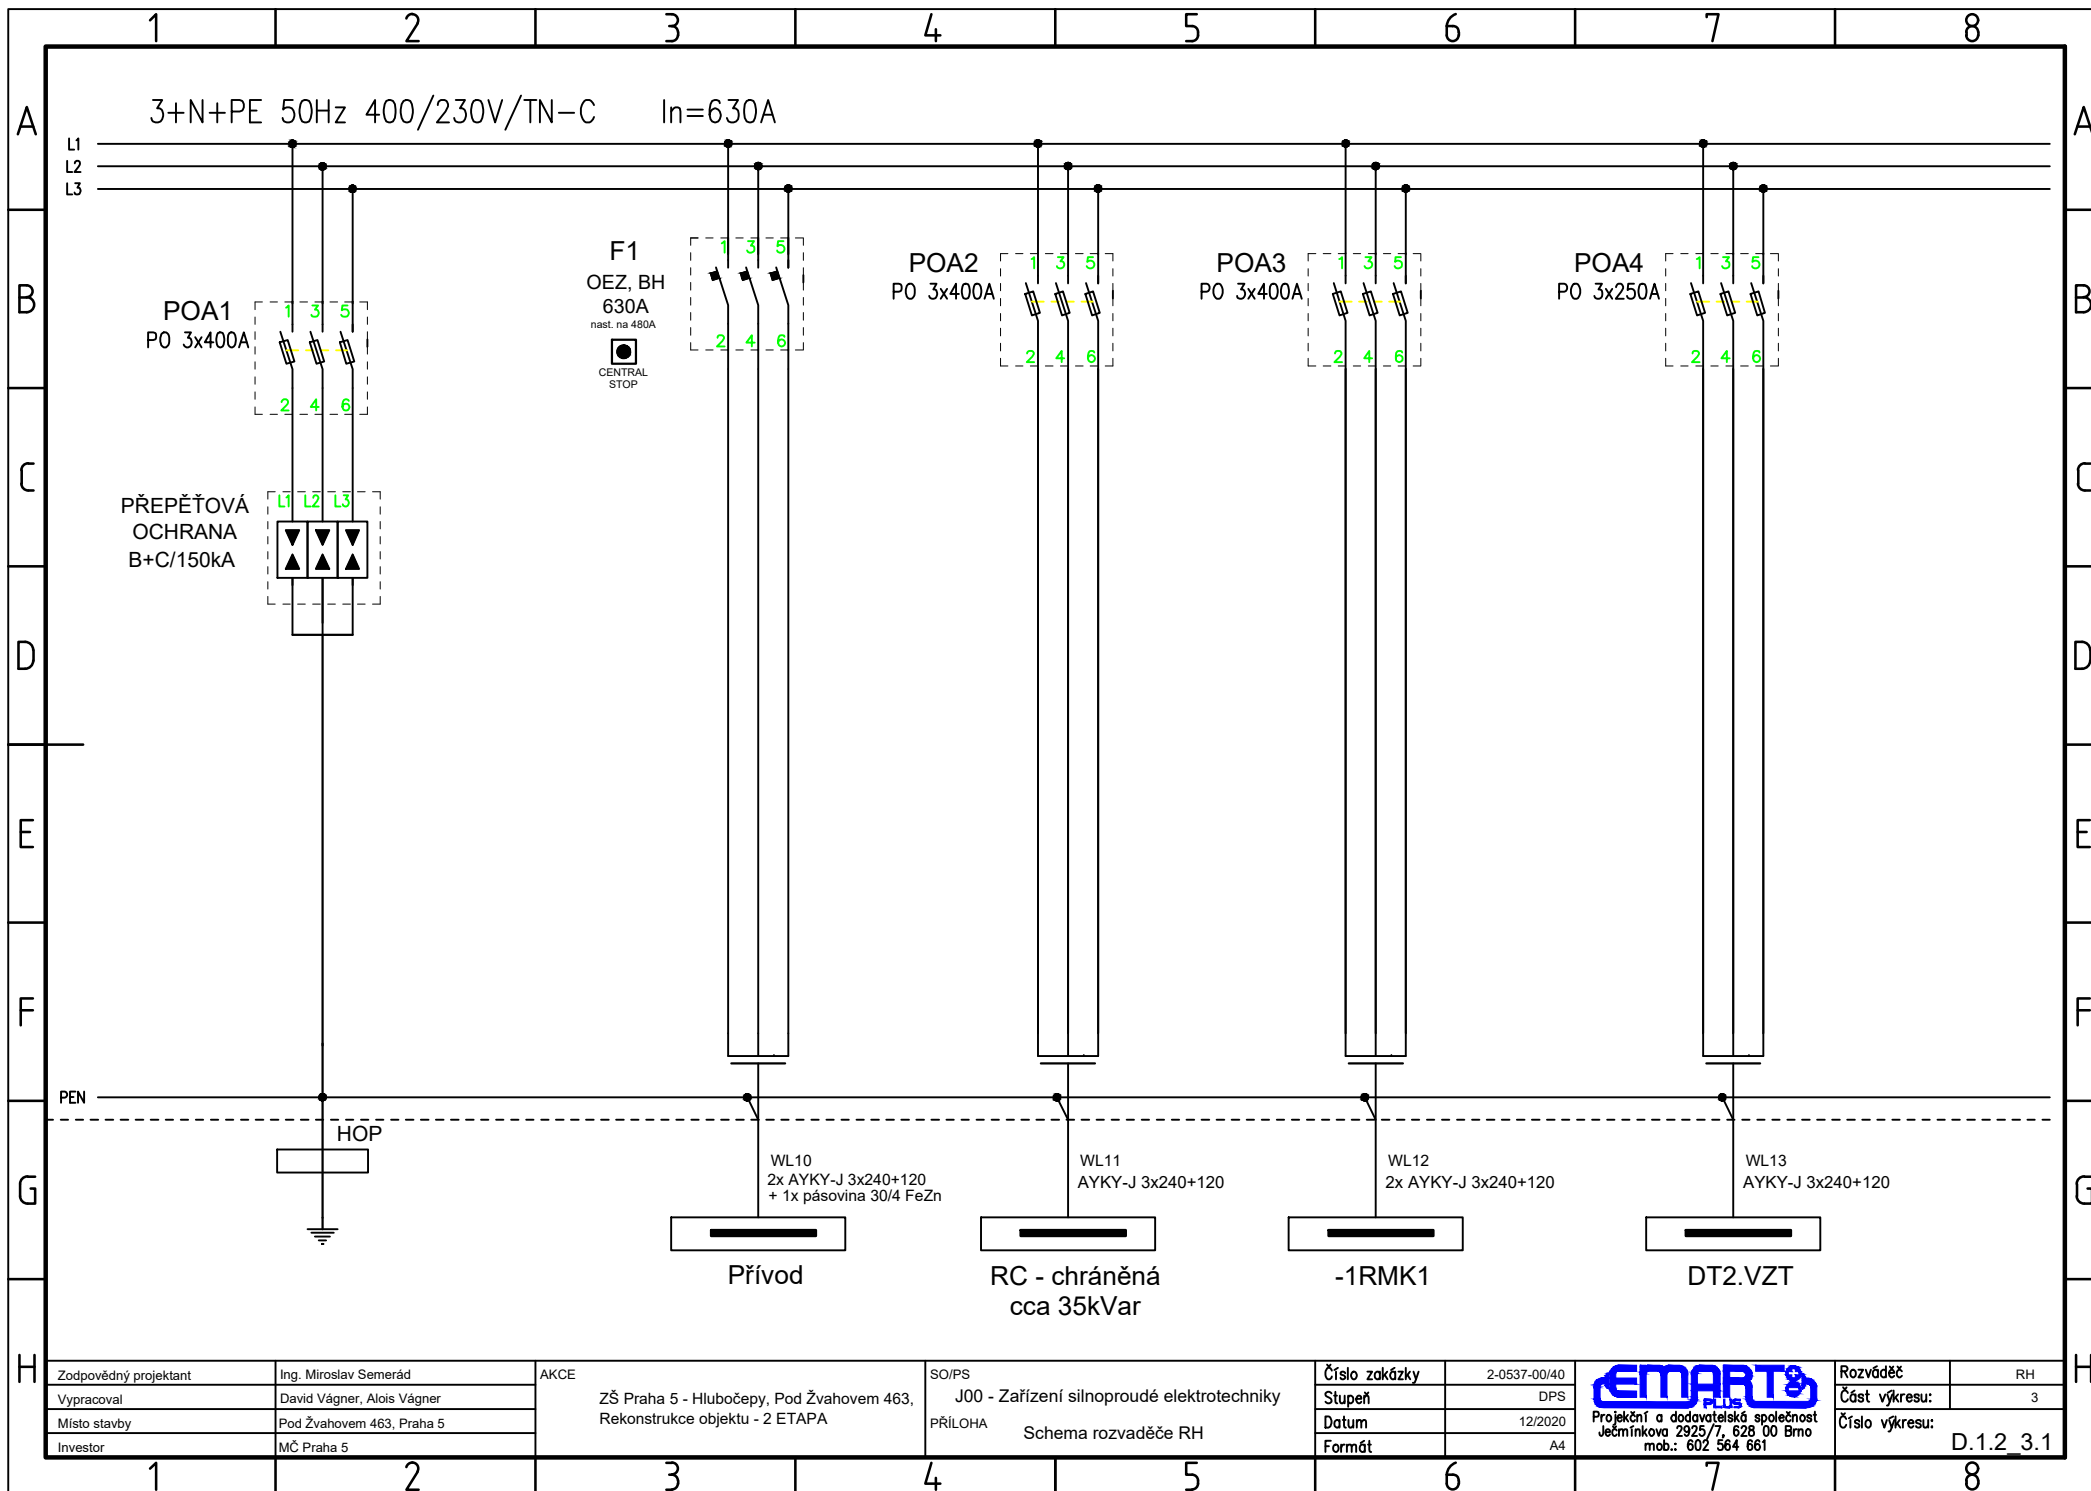 1 2 3 4 5 6 7 8
A A
3+N+PE 50Hz 400/230V/TN-C In=630A
L1
L2
L3
B B
POA1
PO 3x400A
1 3 5
2 4 6
F1
OEZ, BH
630A
nast. na 480A
CENTRAL
STOP
1 3 5
2 4 6
POA2
PO 3x400A
1 3 5
2 4 6
POA3
PO 3x400A
1 3 5
2 4 6
POA4
PO 3x250A
1 3 5
2 4 6
C C
PŘEPĚŤOVÁ
OCHRANA
B+C/150kA
L1 L2 L3
D D
E E
F F
PEN
HOP
G G
WL10
2x AYKY-J 3x240+120
+ 1x pásovina 30/4 FeZn
Přívod
WL11
AYKY-J 3x240+120
RC - chráněná
cca 35kVar
WL12
2x AYKY-J 3x240+120
-1RMK1
WL13
AYKY-J 3x240+120
DT2.VZT
H H
Zodpovědný projektant Ing. Miroslav Semerád
Vypracoval David Vágner, Alois Vágner
Místo stavby Pod Žvahovem 463, Praha 5
Investor MČ Praha 5
AKCE
ZŠ Praha 5 - Hlubočepy, Pod Žvahovem 463,
Rekonstrukce objektu - 2 ETAPA
SO/PS
J00 - Zařízení silnoproudé elektrotechniky
PŘÍLOHA
Schema rozvaděče RH
Číslo zakázky 2-0537-00/40
Stupeň DPS
Datum 12/2020
Formát A4
EMART
PLUS
Projekční a dodavatelská společnost
Ječmínkova 2925/7, 628 00 Brno
mob.: 602 564 661
Rozváděč RH
Část výkresu: 3
Číslo výkresu:
D.1.2_3.1
1 2 3 4 5 6 7 8